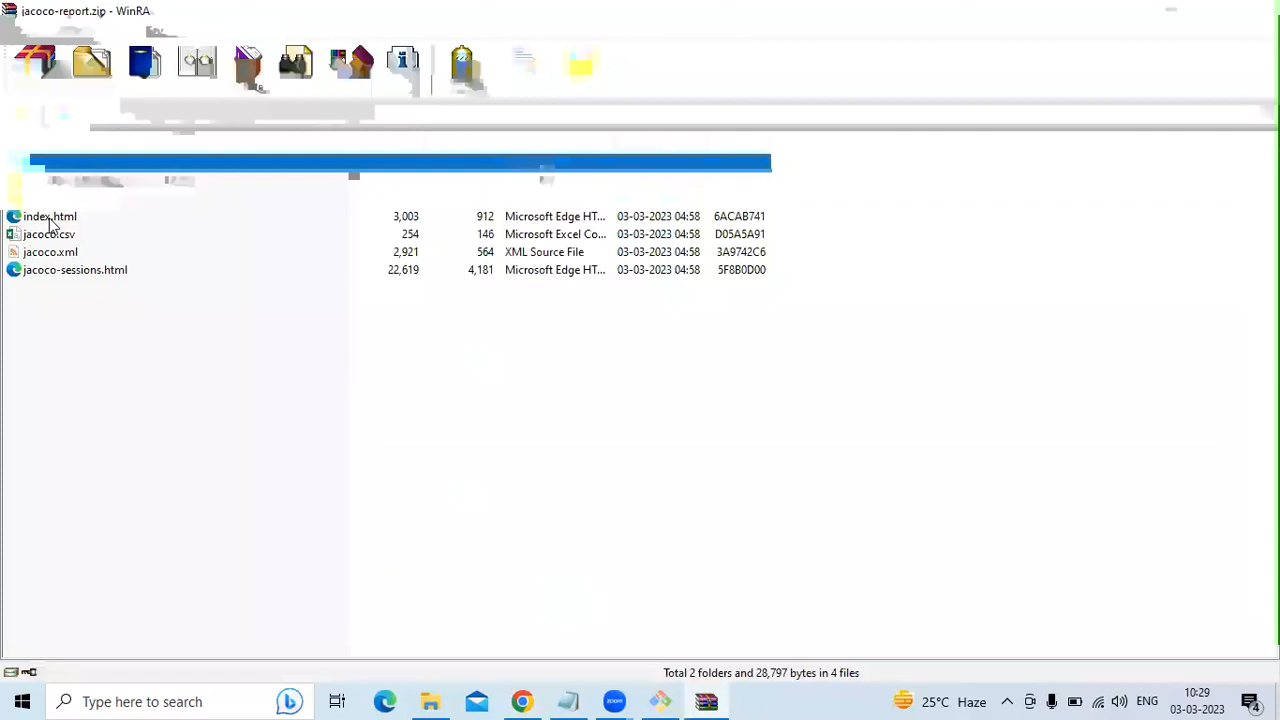 jacoco-report.zip - WinRA
index.html 3,003 912 Microsoft Edge HT... 03-03-2023 04:58 6ACAB741
jacoco.csv 254 146 Microsoft Excel Co... 03-03-2023 04:58 D05A5A91
jacoco.xml 2,921 564 XML Source File 03-03-2023 04:58 3A9742C6
jacoco-sessions.html 22,619 4,181 Microsoft Edge HT... 03-03-2023 04:58 5F8B0D00
Total 2 folders and 28,797 bytes in 4 files
Type here to search
zoom
25°C Haze
ENG
10:29
03-03-2023
4